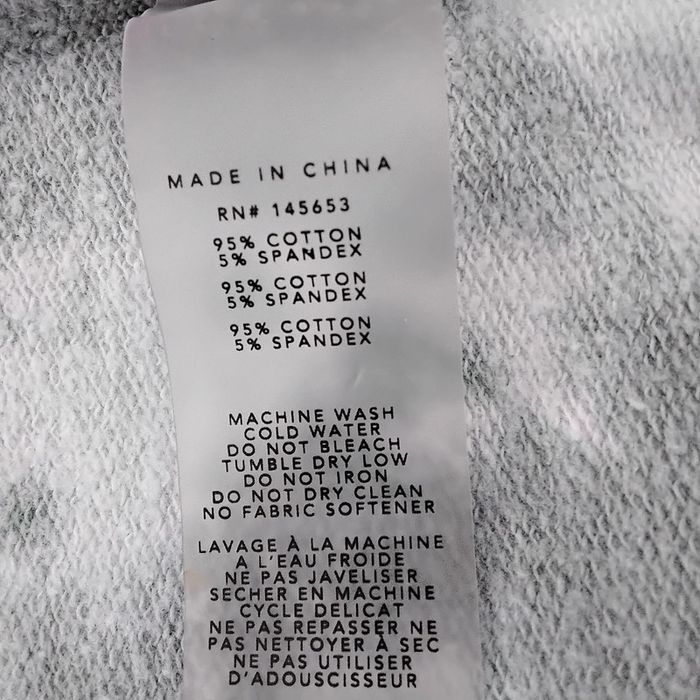 MADE IN CHINA
RN# 145653
95% COTTON
5% SPANDEX
95% COTTON
5% SPANDEX
95% COTTON
5% SPANDEX
MACHINE WASH
COLD WATER
DO NOT BLEACH
TUMBLE DRY LOW
DO NOT IRON
DO NOT DRY CLEAN
NO FABRIC SOFTENER
LAVAGE À LA MACHINE
A L'EAU FROIDE
NE PAS JAVELISER
SECHER EN MACHINE
CYCLE DELICAT
NE PAS REPASSER NE
PAS NETTOYER À SEC
NE PAS UTILISER
D'ADOUSCISSEUR